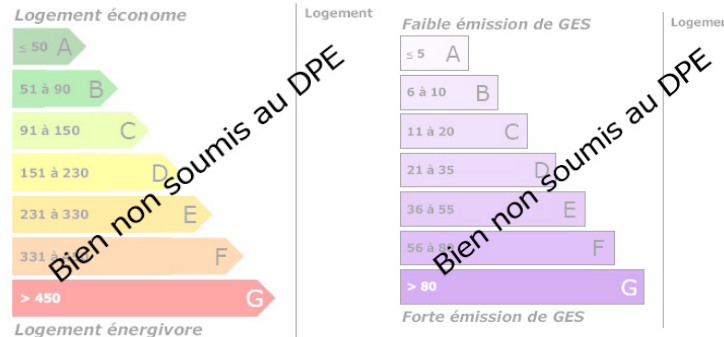 Logement économe
Logement
≤ 50 A
51 à 90 B
91 à 150 C
151 à 230 D
231 à 330 E
331 à F
> 450 G
Logement énergivore
Bien non soumis au DPE
Faible émission de GES
Logemen
≤ 5 A
6 à 10 B
11 à 20 C
21 à 35 D
36 à 55 E
56 à 80 F
> 80 G
Forte émission de GES
Bien non soumis au DPE